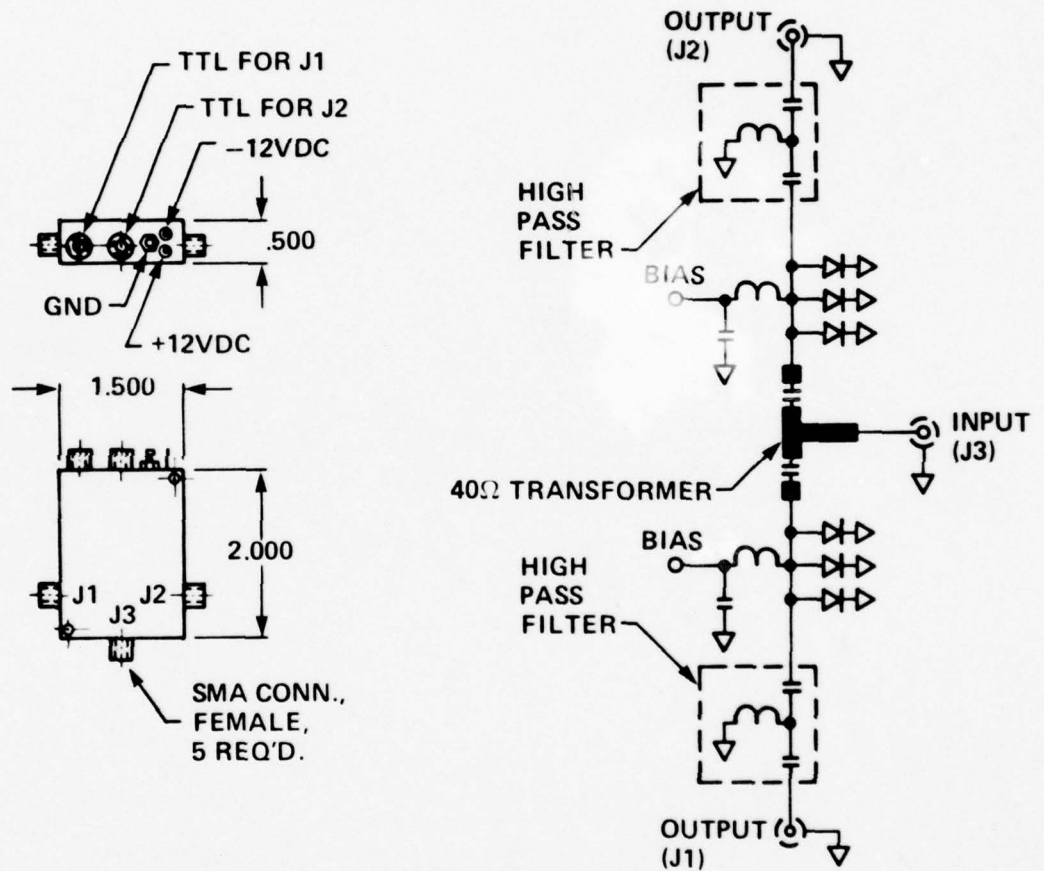 TTL FOR J1
TTL FOR J2
−12VDC
.500
GND
+12VDC
1.500
2.000
J1
J2
J3
SMA CONN.,
FEMALE,
5 REQ'D.
OUTPUT
(J2)
HIGH
PASS
FILTER
BIAS
INPUT
(J3)
40Ω TRANSFORMER
BIAS
HIGH
PASS
FILTER
OUTPUT
(J1)